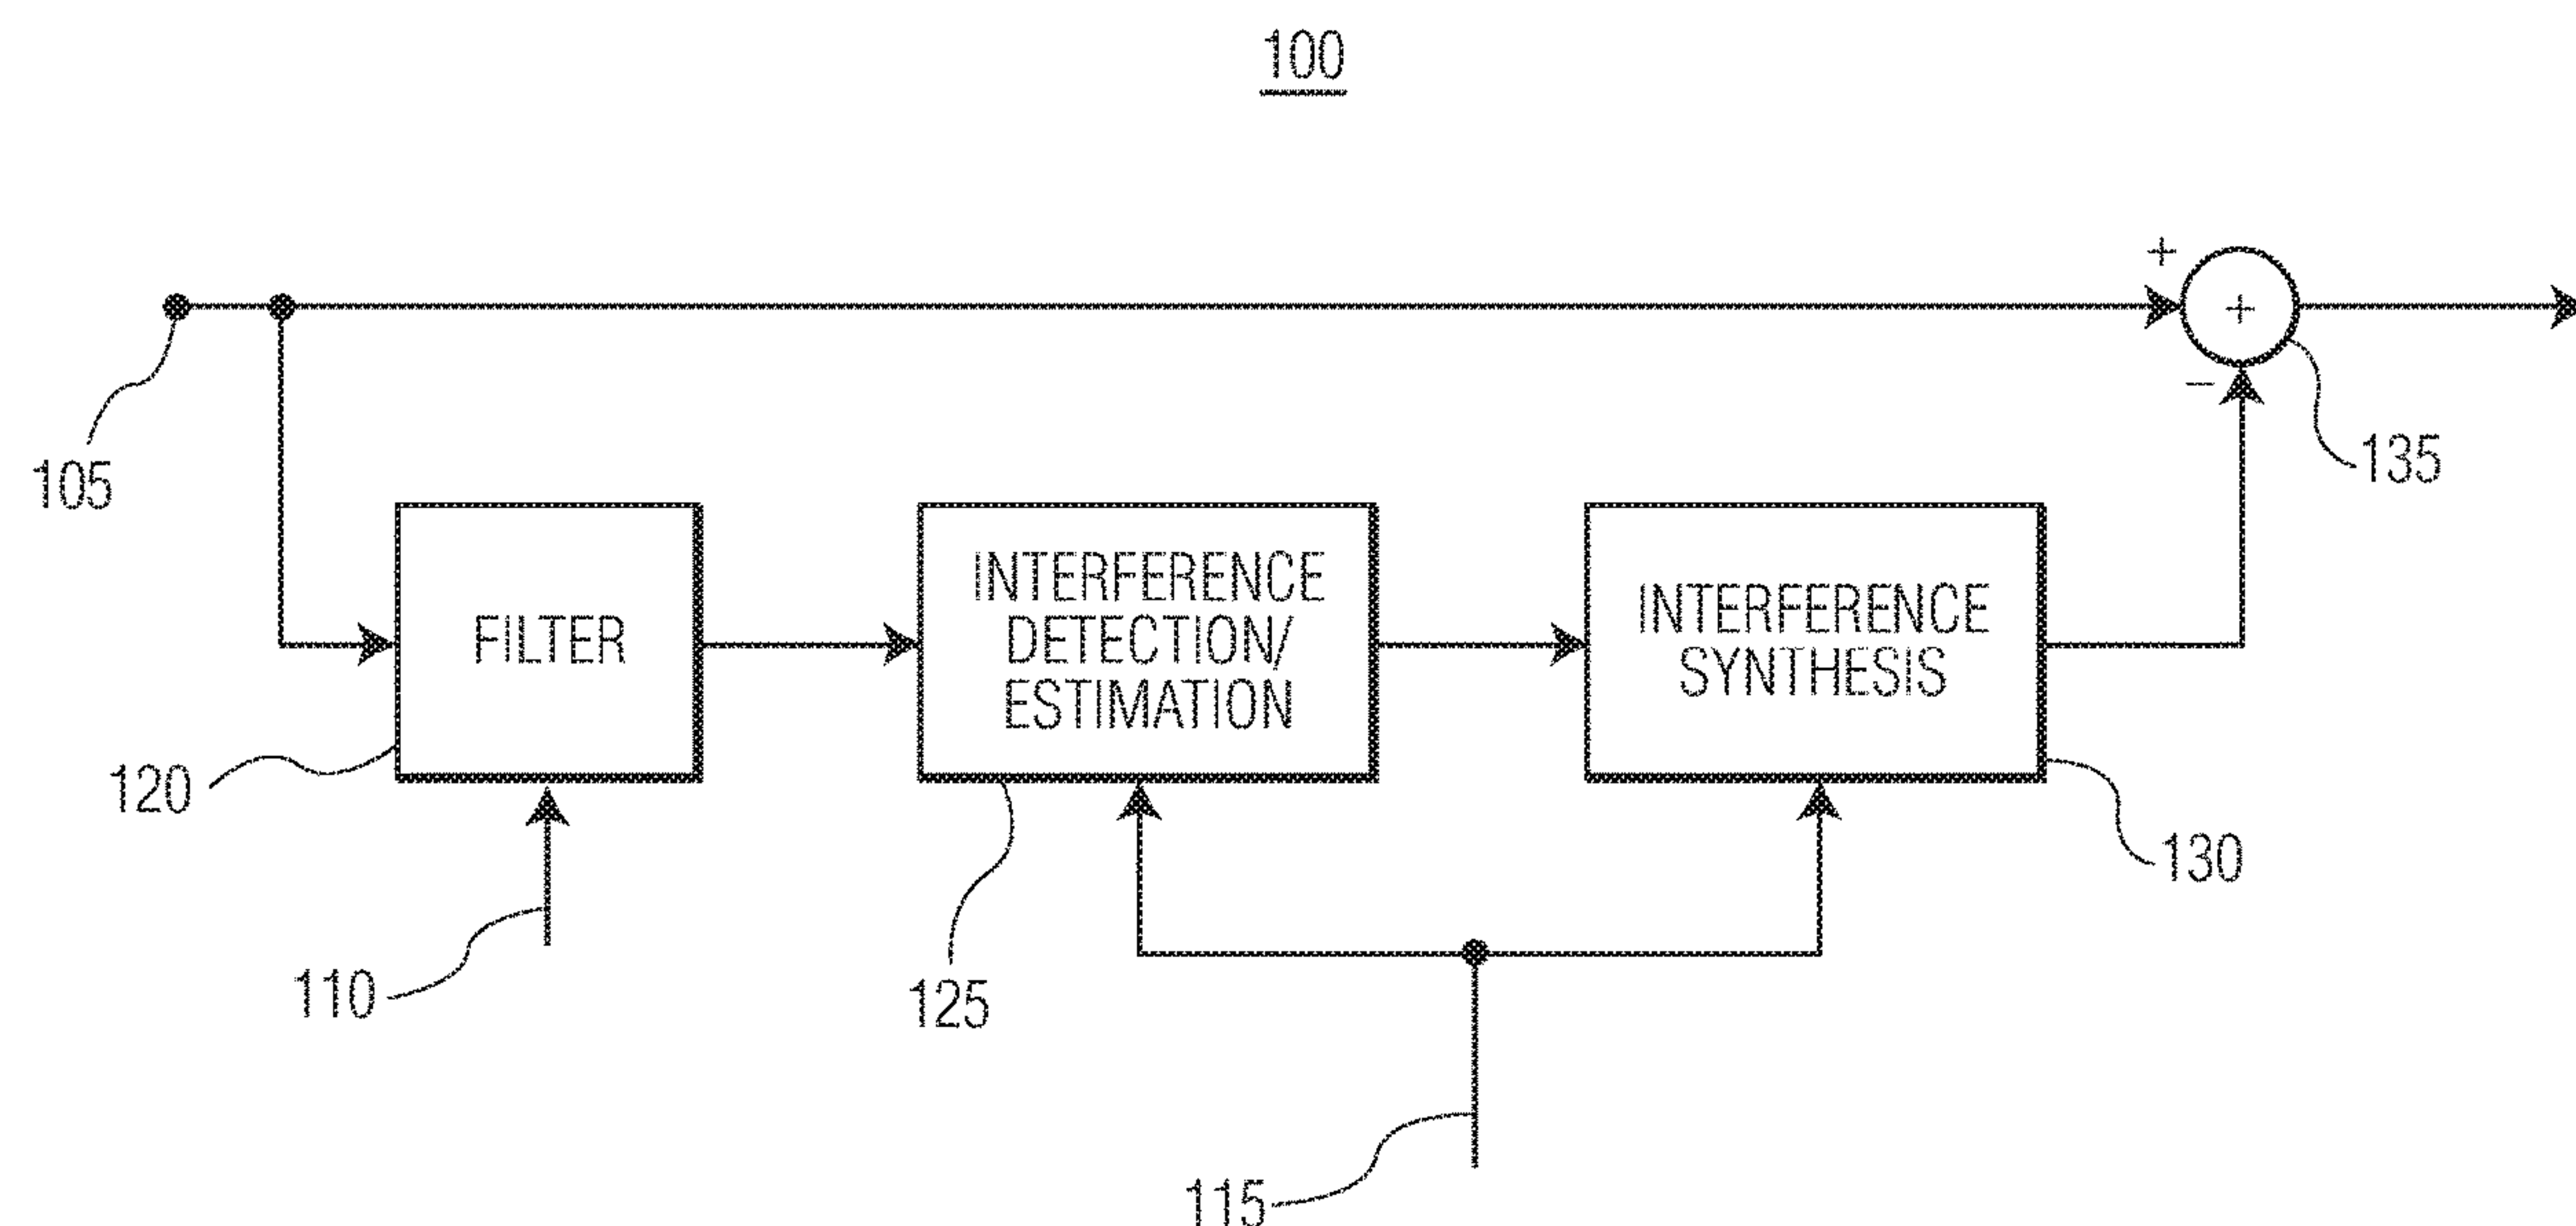 100
+
+
−
105
135
FILTER
INTERFERENCE
DETECTION/
ESTIMATION
INTERFERENCE
SYNTHESIS
120
130
110
125
115